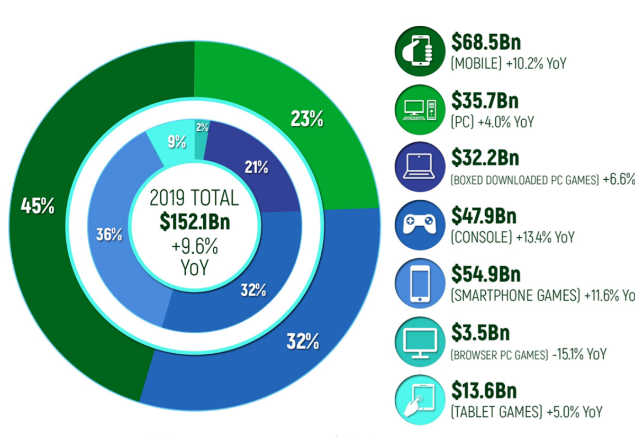 45%
23%
32%
9%
2%
21%
36%
32%
2019 TOTAL
$152.1Bn
+9.6%
YoY
$68.5Bn
(MOBILE) +10.2% YoY
$35.7Bn
(PC) +4.0% YoY
$32.2Bn
(BOXED DOWNLOADED PC GAMES) +6.6%
$47.9Bn
(CONSOLE) +13.4% YoY
$54.9Bn
(SMARTPHONE GAMES) +11.6% Yo
$3.5Bn
(BROWSER PC GAMES) -15.1% YoY
$13.6Bn
(TABLET GAMES) +5.0% YoY